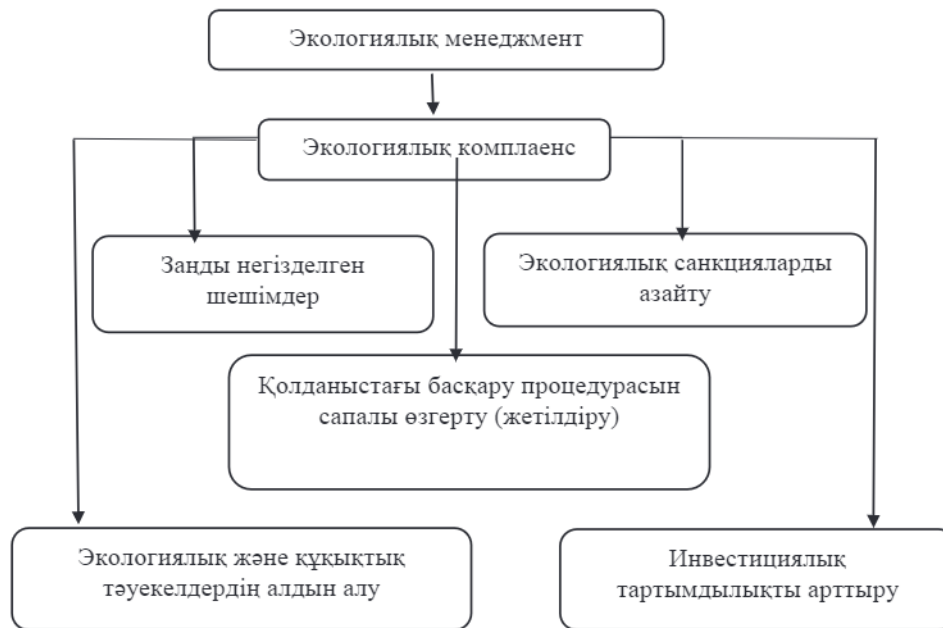 Экологиялық менеджмент
Экологиялық комплаенс
Заңды негізделген
шешімдер
Экологиялық санкцияларды
азайту
Қолданыстағы басқару процедурасын
сапалы өзгерту (жетілдіру)
Экологиялық және құқықтық
тәуекелдердің алдын алу
Инвестициялық
тартымдылықты арттыру